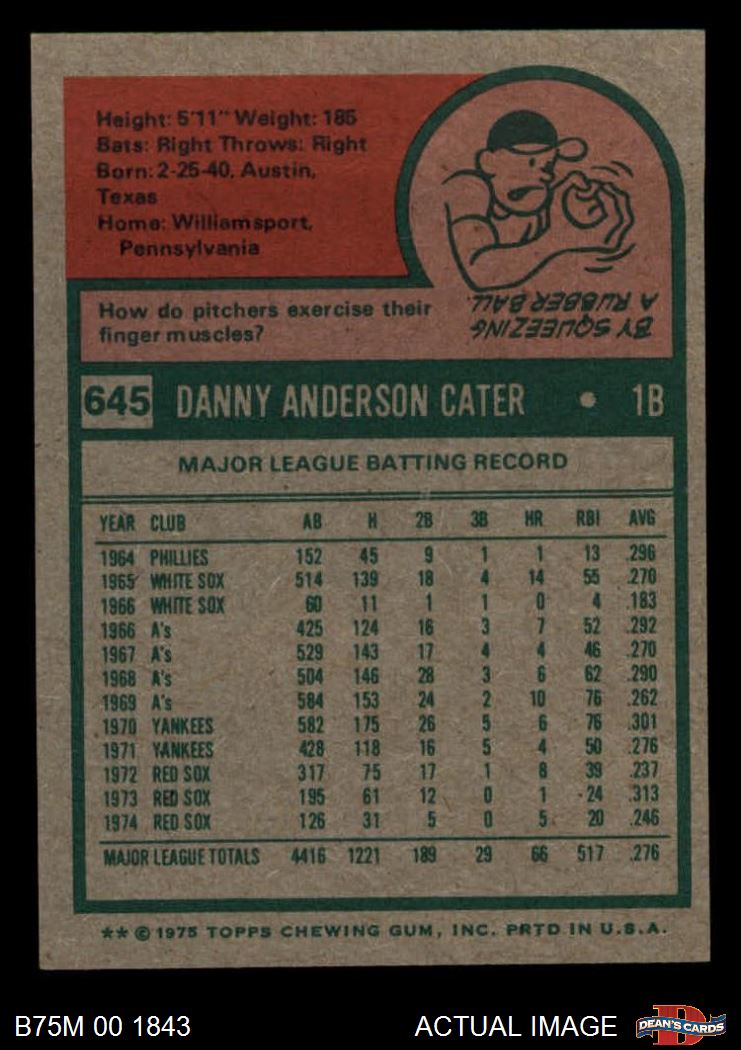 Height: 5'11" Weight: 185
Bats: Right Throws: Right
Born: 2-25-40, Austin,
Texas
Home: Williamsport,
Pennsylvania
How do pitchers exercise their
finger muscles?
BY SQUEEZING
A RUBBER BALL.
645 DANNY ANDERSON CATER • 1B
MAJOR LEAGUE BATTING RECORD
YEAR CLUB AB H 2B 3B HR RBI AVG
1964 PHILLIES 152 45 9 1 1 13 .296
1965 WHITE SOX 514 139 18 4 14 55 .270
1966 WHITE SOX 60 11 1 1 0 4 .183
1966 A's 425 124 16 3 7 52 .292
1967 A's 529 143 17 4 4 46 .270
1968 A's 504 146 28 3 6 62 .290
1969 A's 584 153 24 2 10 76 .262
1970 YANKEES 582 175 26 5 6 76 .301
1971 YANKEES 428 118 16 5 4 50 .276
1972 RED SOX 317 75 17 1 8 39 .237
1973 RED SOX 195 61 12 0 1 24 .313
1974 RED SOX 126 31 5 0 5 20 .246
MAJOR LEAGUE TOTALS 4416 1221 189 29 66 517 .276
** © 1975 TOPPS CHEWING GUM, INC. PRTD IN U.S.A.
B75M 00 1843 ACTUAL IMAGE DEAN'S CARDS